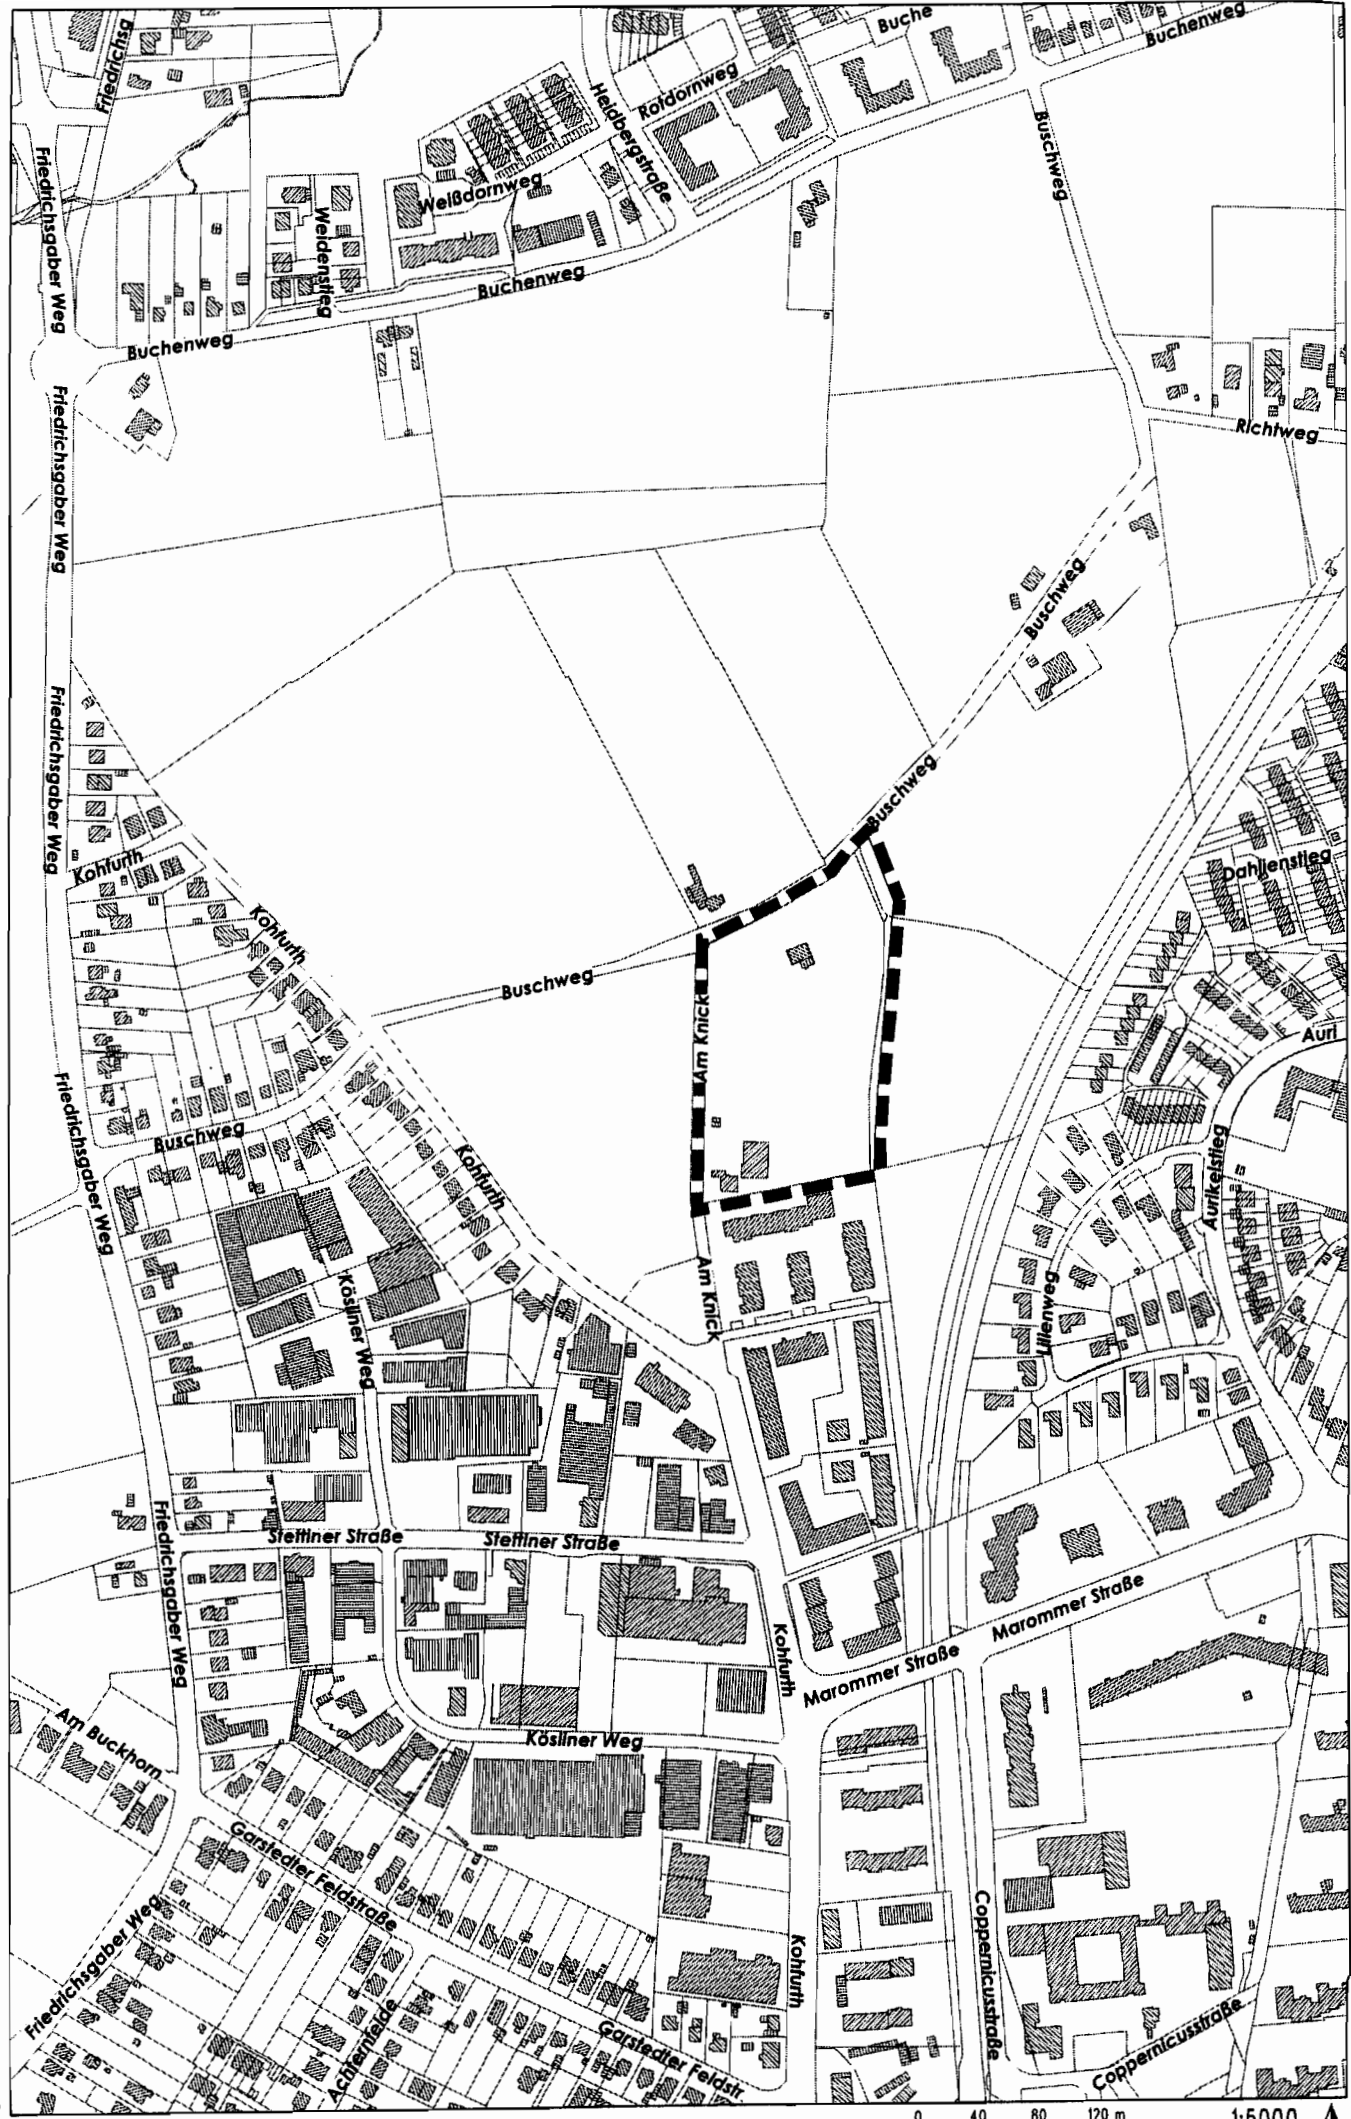 Friedrichsg
Buche
Buchenweg
Rotdornweg
Heidbergstraße
Buschweg
Friedrichsgaber Weg
Weißdornweg
Weidenstieg
Buchenweg
Buchenweg
Richtweg
Friedrichsgaber Weg
Buschweg
Friedrichsgaber Weg
Buschweg
Kohfurth
Dahlienstieg
Kohfurth
Buschweg
Am Knick
Auri
Friedrichsgaber Weg
Buschweg
Kohfurth
Aurikelstieg
Am Knick
Kösliner Weg
Lilienweg
Friedrichsgaber Weg
Stettiner Straße
Stettiner Straße
Marommer Straße
Kohfurth
Marommer Straße
Am Buckhorn
Kösliner Weg
Garstedter Feldstraße
Friedrichsgaber Weg
Coppernicusstraße
Kohfurth
Achternfelde
Garstedter Feldstr.
Coppernicusstraße
0 40 80 120 m
1:5000